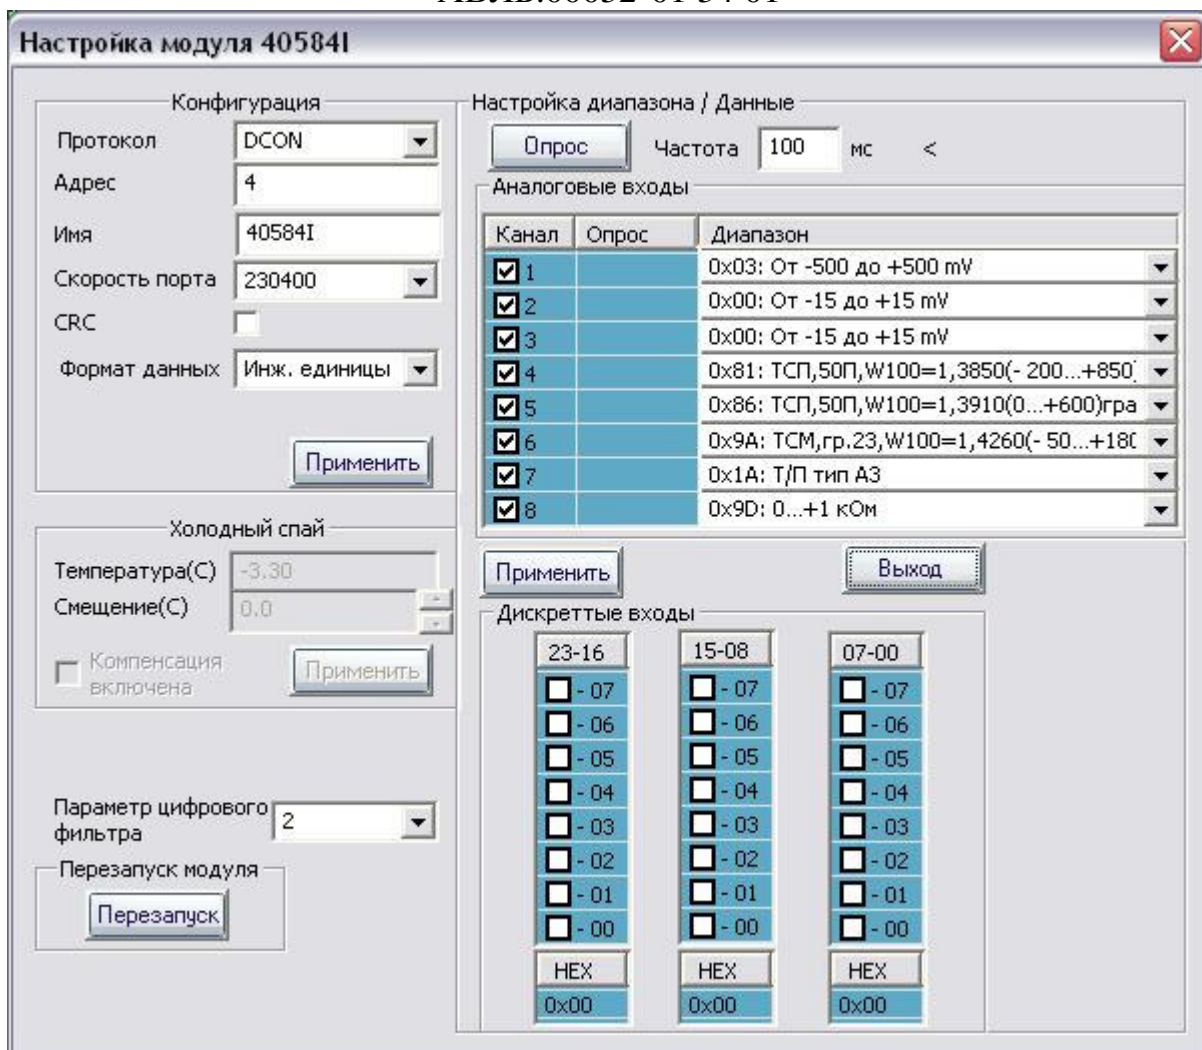 Настройка модуля 40584I
Конфигурация
Протокол DCON
Адрес 4
Имя 40584I
Скорость порта 230400
CRC
Формат данных Инж. единицы
Применить
Холодный спай
Температура(С) -3.30
Смещение(С) 0.0
Компенсация
включена
Применить
Параметр цифрового
фильтра
2
Перезапуск модуля
Перезапуск
Настройка диапазона / Данные
Опрос Частота 100 мс <
Аналоговые входы
Канал Опрос Диапазон
1 0x03: От -500 до +500 mV
2 0x00: От -15 до +15 mV
3 0x00: От -15 до +15 mV
4 0x81: ТСП,50П,W100=1,3850(- 200...+850)
5 0x86: ТСП,50П,W100=1,3910(0...+600)гра
6 0x9A: ТСМ,гр.23,W100=1,4260(- 50...+180
7 0x1A: Т/П тип А3
8 0x9D: 0...+1 кОм
Применить Выход
Дискреттые входы
23-16 15-08 07-00
- 07 - 07 - 07
- 06 - 06 - 06
- 05 - 05 - 05
- 04 - 04 - 04
- 03 - 03 - 03
- 02 - 02 - 02
- 01 - 01 - 01
- 00 - 00 - 00
HEX HEX HEX
0x00 0x00 0x00